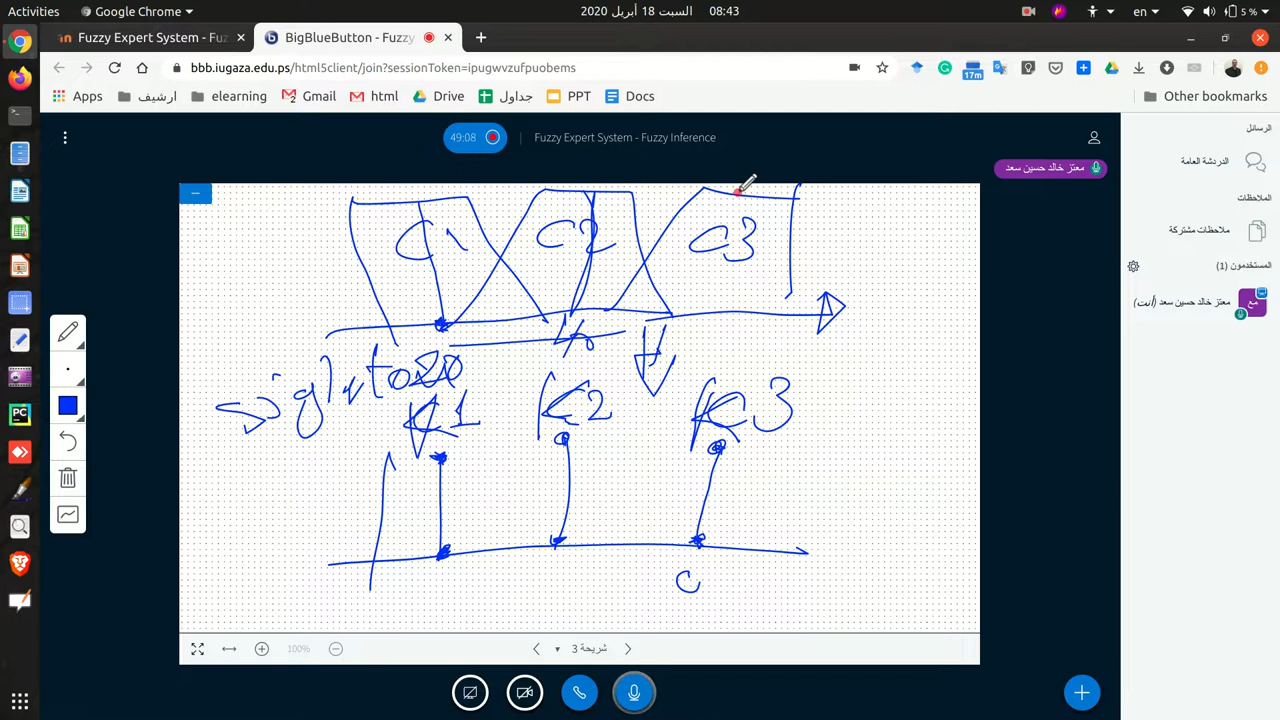 Activities
Google Chrome
السبت 18 أبريل 2020
08:43
en
5 %
Fuzzy Expert System - Fu
BigBlueButton - Fuzzy
bbb.iugaza.edu.ps/html5client/join?sessionToken=ipugwvzufpuobems
17m
Apps
ارشيف
elearning
Gmail
html
Drive
جداول
PPT
Docs
Other bookmarks
49:08
Fuzzy Expert System - Fuzzy Inference
معتز خالد حسين سعد
الرسائل
الدردشة العامة
الملاحظات
ملاحظات مشتركة
المستخدمون (1)
معتز خالد حسين سعد (أنت)
مع
C1
C2
C3
C
100%
شريحة 3